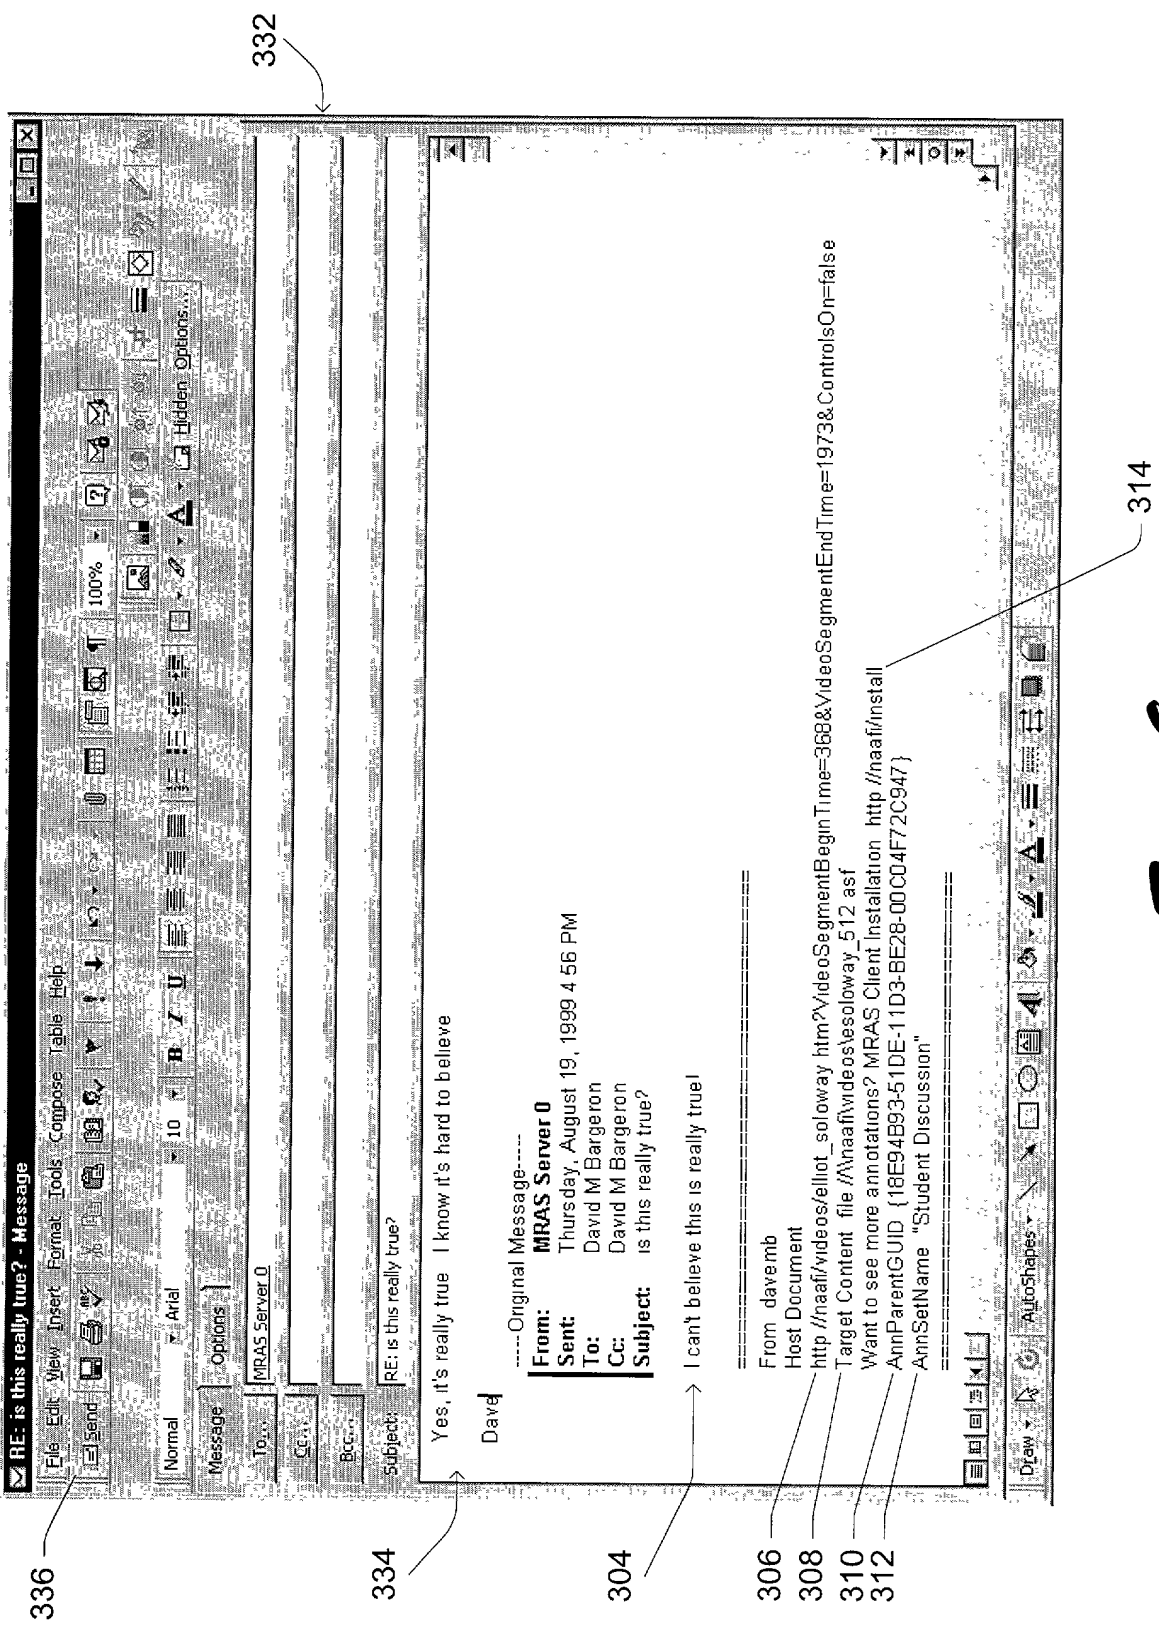 RE: is this really true? - Message
File Edit View Insert Format Tools Compose Table Help
Send 100%
Normal Arial 10 B I U A Hidden Options...
Message Options
To... MRAS Server 0
Cc...
Bcc...
Subject: RE: is this really true?
Yes, it's really true I know it's hard to believe
Dave
-----Original Message-----
From: MRAS Server 0
Sent: Thursday, August 19, 1999 4 56 PM
To: David M Bargeron
Cc: David M Bargeron
Subject: is this really true?
I can't believe this is really true!
From davemb
Host Document
http //naafi/videos/elliot_soloway htm?VideoSegmentBeginTime=368&VideoSegmentEndTime=1973&ControlsOn=false
Target Content file //\\naafi\videos\esoloway_512 asf
Want to see more annotations? MRAS Client Installation http //naafi/install
AnnParentGUID {18E94B93-51DE-11D3-BE28-00C04F72C947}
AnnSetName "Student Discussion"
Draw AutoShapes
332
336
334
304
306
308
310
312
314